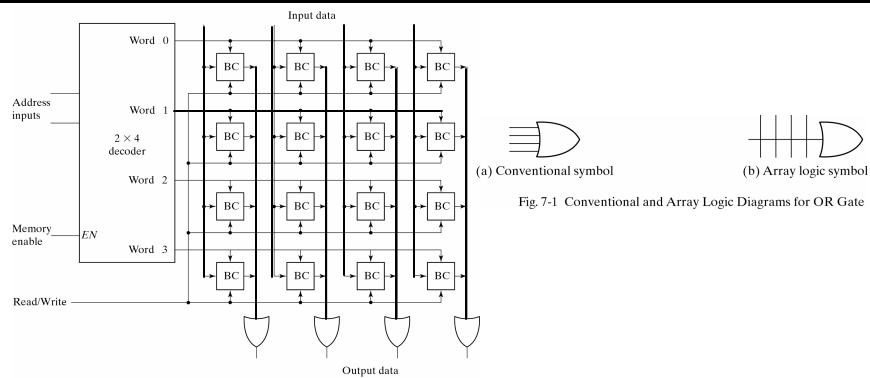 Input data
Word 0
BC BC BC BC
Address
inputs
Word 1
BC BC BC BC
2 × 4
decoder
Word 2
BC BC BC BC
Memory
enable
EN
Word 3
BC BC BC BC
Read/Write
Output data
(a) Conventional symbol
(b) Array logic symbol
Fig. 7-1 Conventional and Array Logic Diagrams for OR Gate